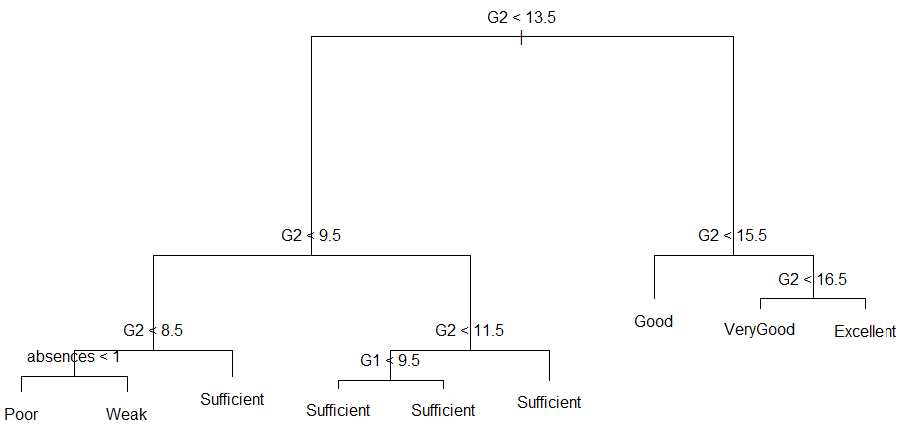 G2 < 13.5
G2 < 9.5
G2 < 15.5
G2 < 16.5
G2 < 8.5
G2 < 11.5
absences < 1
G1 < 9.5
Good
VeryGood
Excellent
Poor
Weak
Sufficient
Sufficient
Sufficient
Sufficient